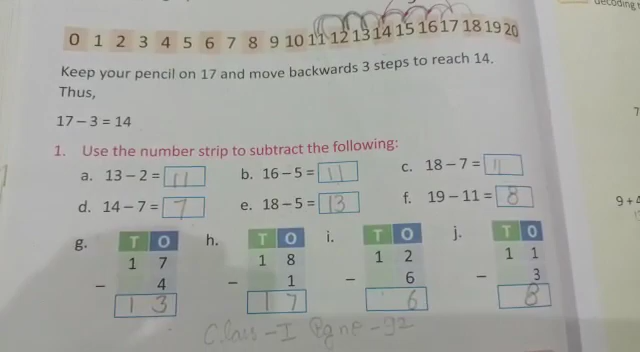 decoding
0 1 2 3 4 5 6 7 8 9 10 11 12 13 14 15 16 17 18 19 20
Keep your pencil on 17 and move backwards 3 steps to reach 14.
Thus,
17 – 3 = 14
1. Use the number strip to subtract the following:
a. 13 – 2 = 11 b. 16 – 5 = 11 c. 18 – 7 = 11
d. 14 – 7 = 7 e. 18 – 5 = 13 f. 19 – 11 = 8
g. T O h. T O i. T O j. T O
1 7 1 8 1 2 1 1
– 4 – 1 – 6 – 3
1 3 1 7 6 8
Class – I Page – 92
7
9 + 4